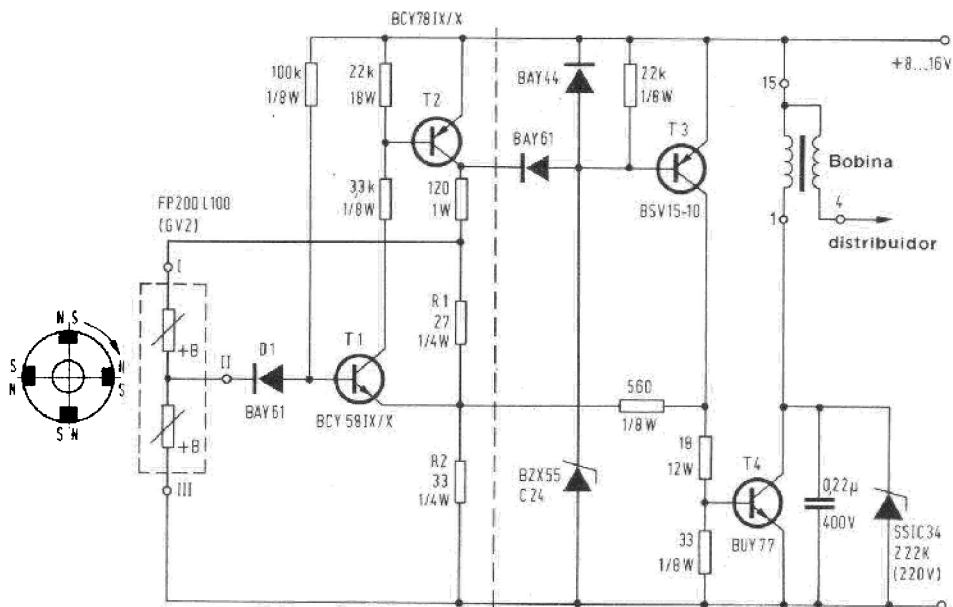 BCY78IX/X
+8...16V
100k
1/8W
22k
18W
T2
BAY44
22k
1/8W
15
BAY61
T3
Bobina
3,3k
1/8W
120
1W
BSV15-10
FP200 L100
(GV2)
1
4
distribuidor
I
N S
+B
R1
27
1/4W
T1
D1
II
S
N
N
S
BAY61
BCY58IX/X
560
1/8W
S N
+B
III
R2
33
1/4W
BZX55
C24
18
12W
T4
0,22µ
400V
BUY77
33
1/8W
SSIC34
Z22K
(220V)